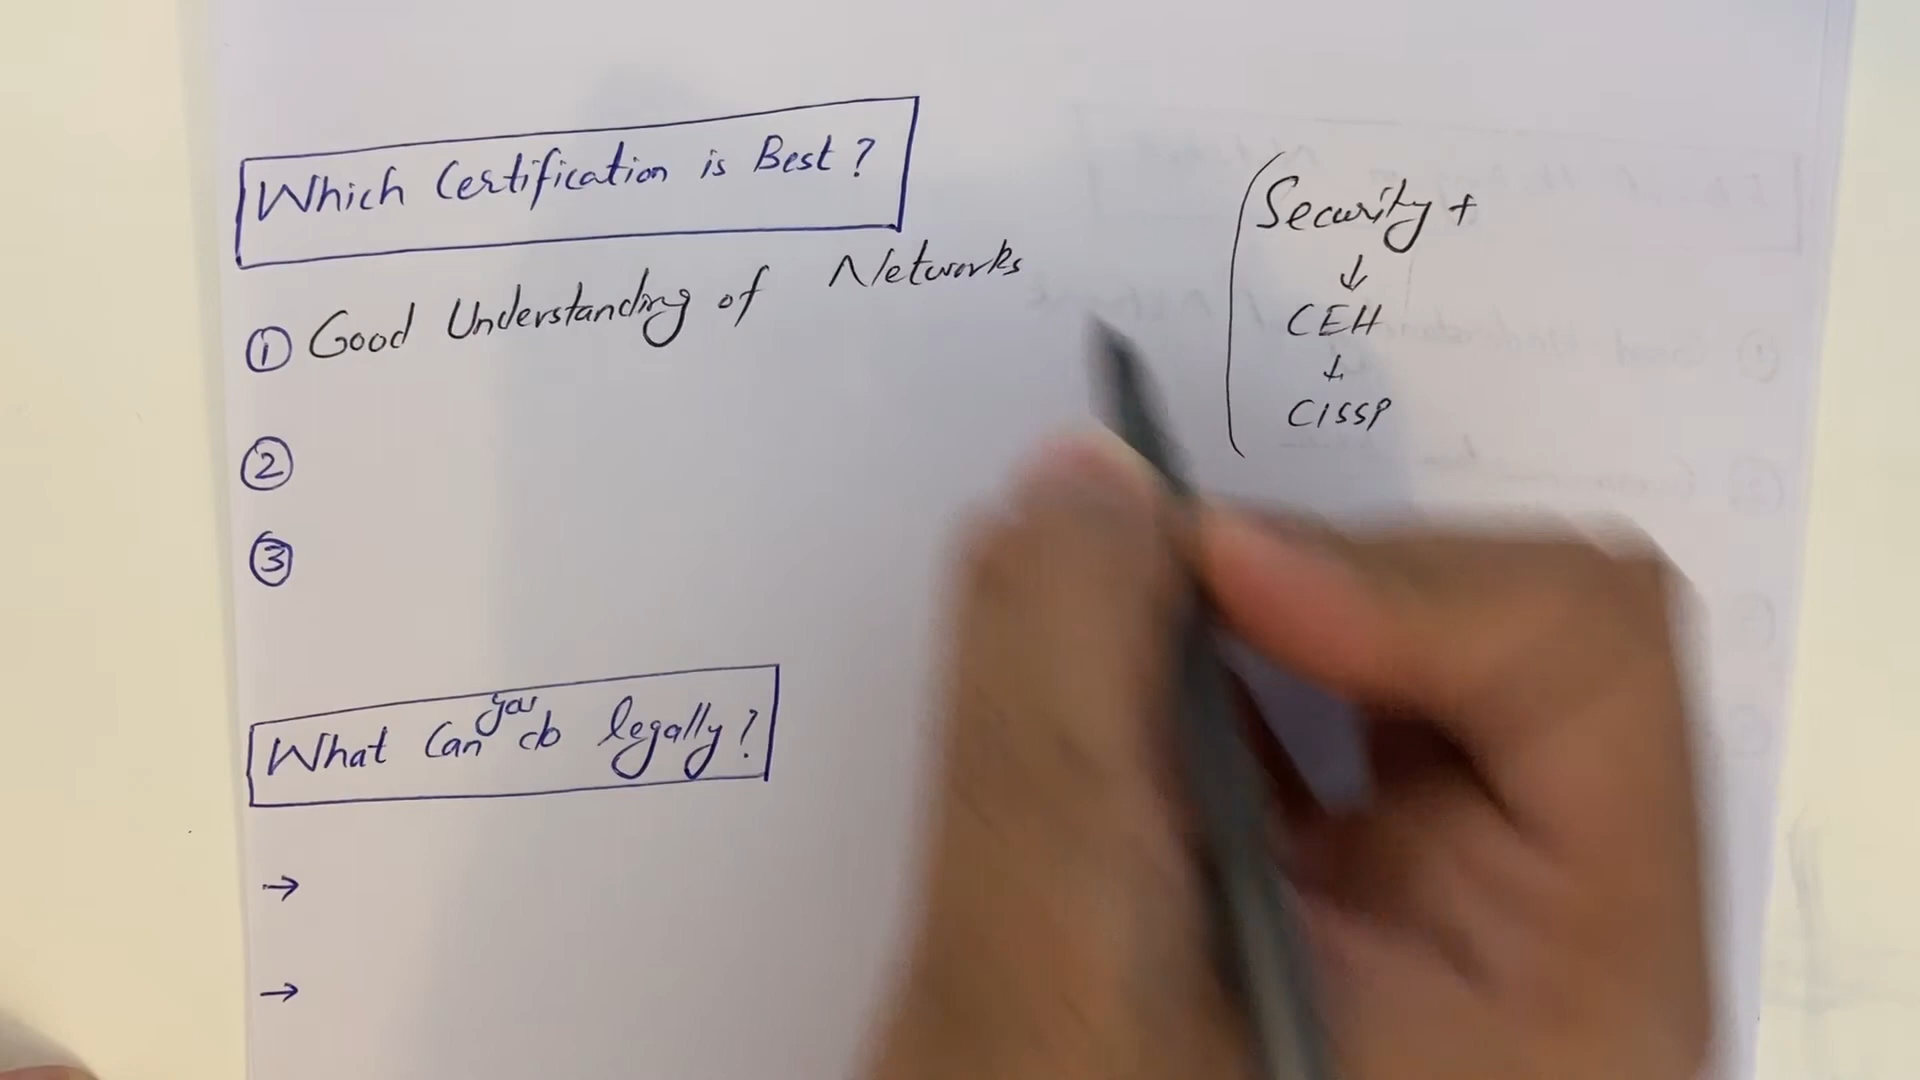 Which Certification is Best?
① Good Understanding of Networks
②
③
Security +
↓
CEH
↓
CISSP
What Can you do legally?
→
→